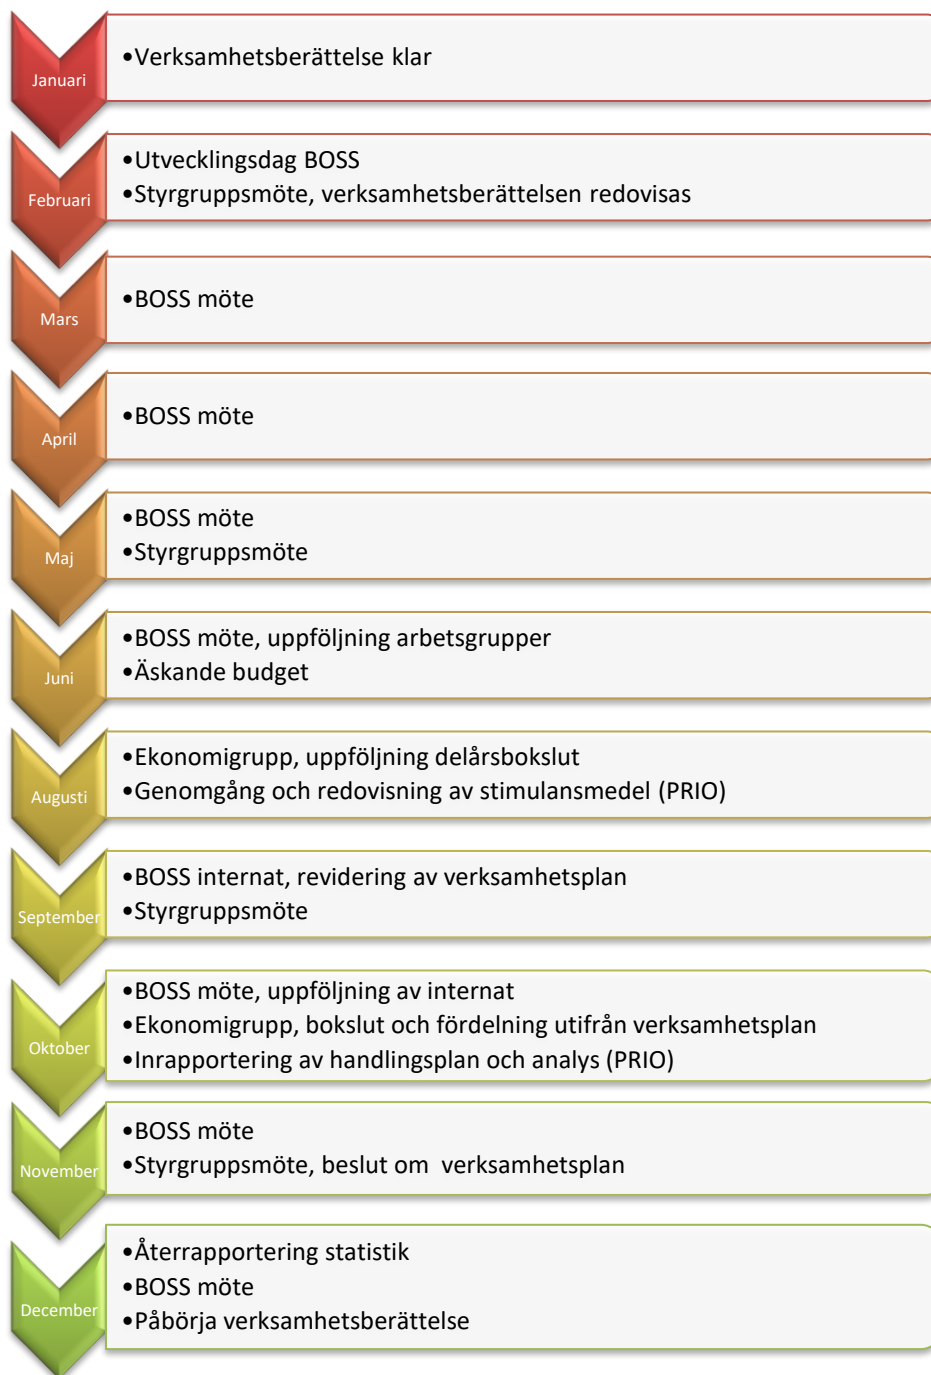 Januari
•Verksamhetsberättelse klar
Februari
•Utvecklingsdag BOSS
•Styrgruppsmöte, verksamhetsberättelsen redovisas
Mars
•BOSS möte
April
•BOSS möte
Maj
•BOSS möte
•Styrgruppsmöte
Juni
•BOSS möte, uppföljning arbetsgrupper
•Äskande budget
Augusti
•Ekonomigrupp, uppföljning delårsbokslut
•Genomgång och redovisning av stimulansmedel (PRIO)
September
•BOSS internat, revidering av verksamhetsplan
•Styrgruppsmöte
Oktober
•BOSS möte, uppföljning av internat
•Ekonomigrupp, bokslut och fördelning utifrån verksamhetsplan
•Inrapportering av handlingsplan och analys (PRIO)
November
•BOSS möte
•Styrgruppsmöte, beslut om  verksamhetsplan
December
•Återrapportering statistik
•BOSS möte
•Påbörja verksamhetsberättelse